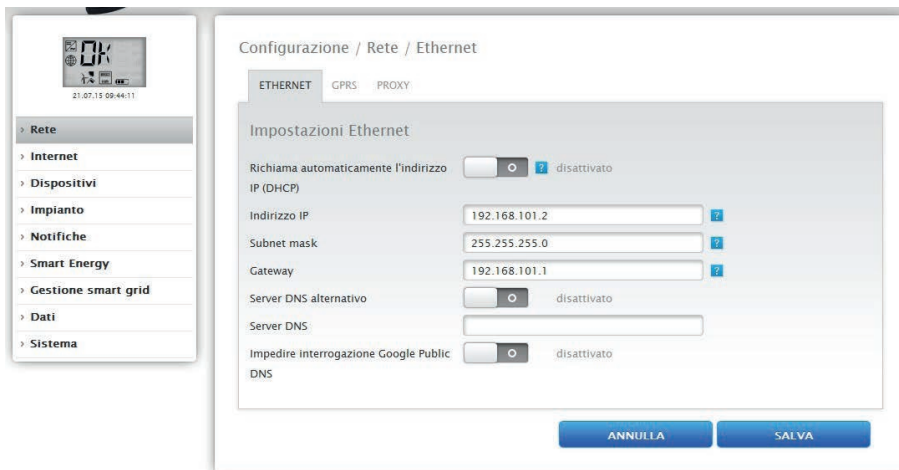 OK
21.07.15 09:44:11
› Rete
› Internet
› Dispositivi
› Impianto
› Notifiche
› Smart Energy
› Gestione smart grid
› Dati
› Sistema
Configurazione / Rete / Ethernet
ETHERNET GPRS PROXY
Impostazioni Ethernet
Richiama automaticamente l'indirizzo
IP (DHCP)
? disattivato
Indirizzo IP 192.168.101.2 ?
Subnet mask 255.255.255.0 ?
Gateway 192.168.101.1 ?
Server DNS alternativo disattivato
Server DNS
Impedire interrogazione Google Public
DNS
disattivato
ANNULLA SALVA